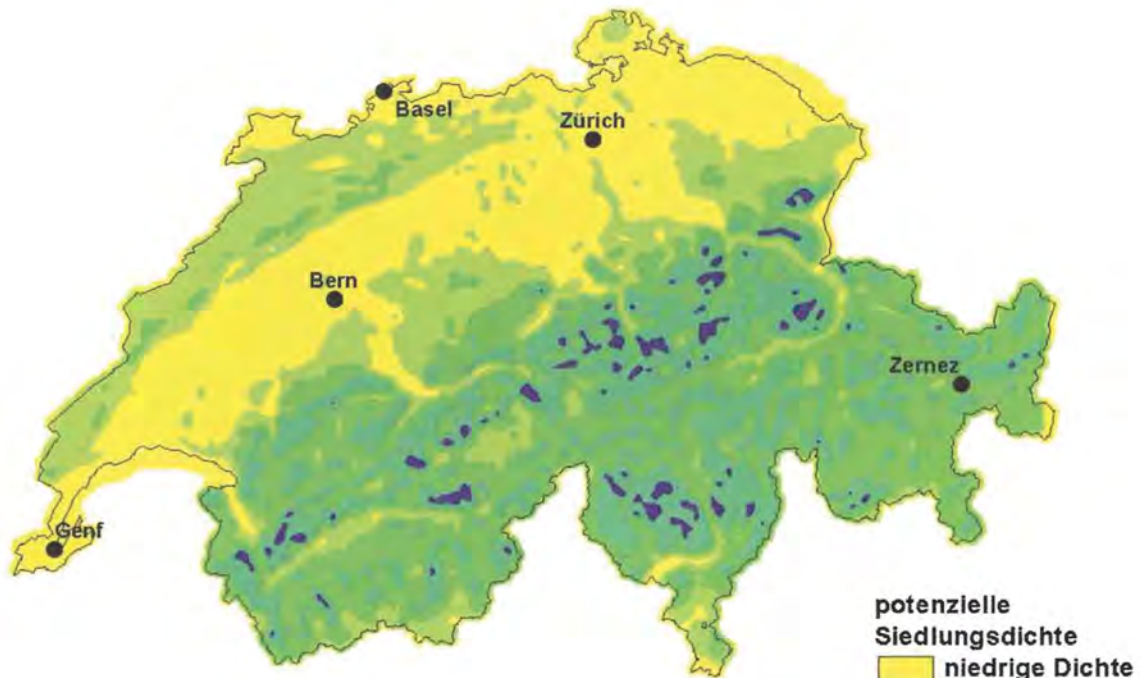 Basel
Zürich
Bern
Zernez
Genf
potenzielle
Siedlungsdichte
niedrige Dichte